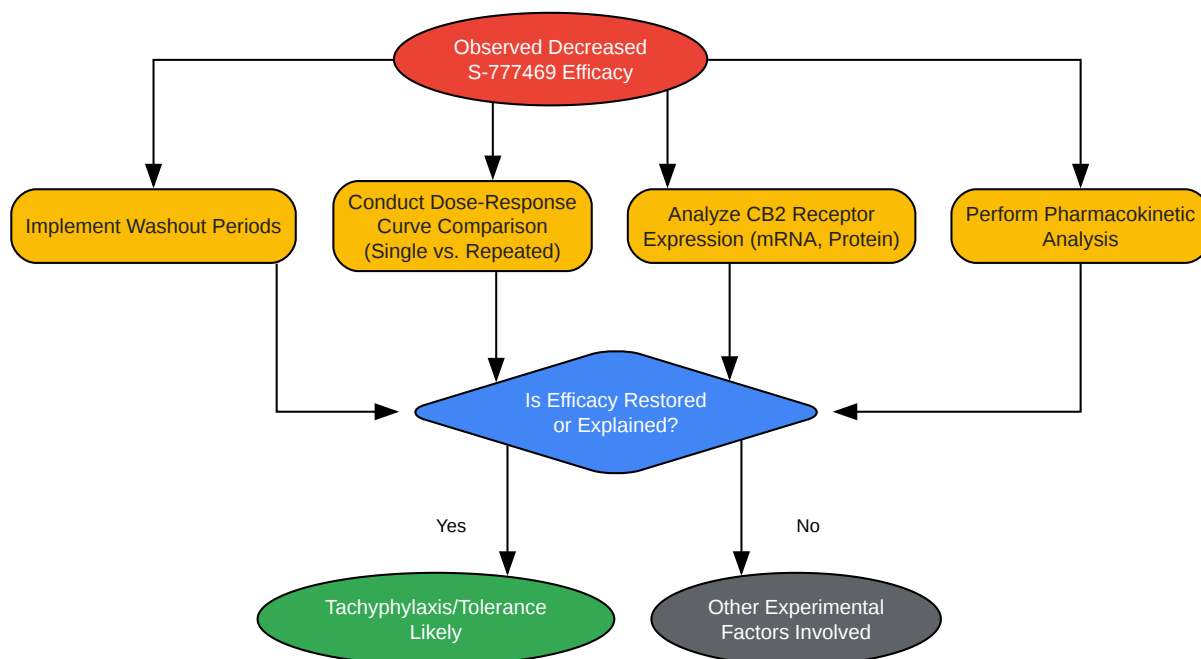 Observed Decreased
S-777469 Efficacy
Implement Washout Periods
Conduct Dose-Response
Curve Comparison
(Single vs. Repeated)
Analyze CB2 Receptor
Expression (mRNA, Protein)
Perform Pharmacokinetic
Analysis
Is Efficacy Restored
or Explained?
Yes
No
Tachyphylaxis/Tolerance
Likely
Other Experimental
Factors Involved